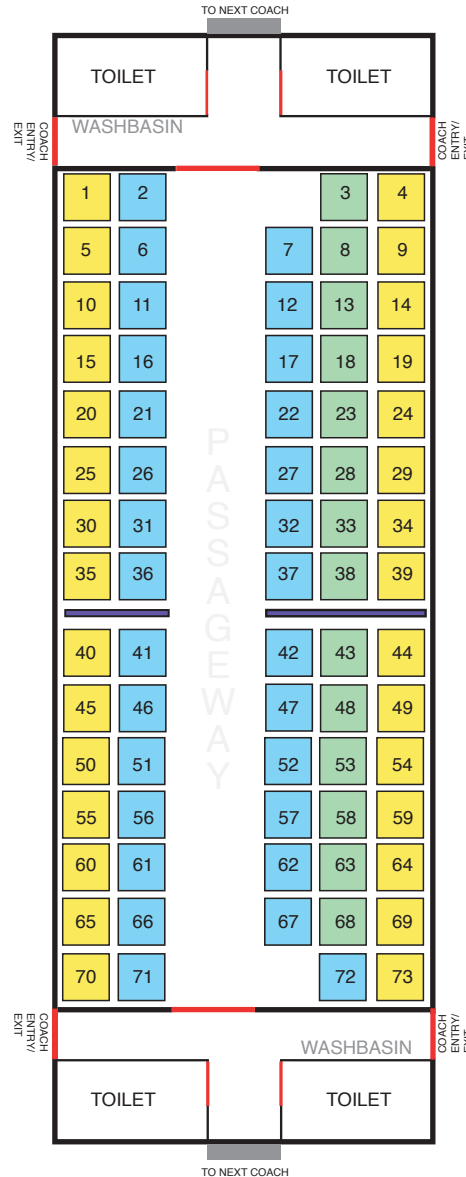 TO NEXT COACH
TOILET TOILET
COACH
ENTRY/
EXIT
WASHBASIN
COACH
ENTRY/
EXIT
1 2 3 4
5 6 7 8 9
10 11 12 13 14
15 16 17 18 19
20 21 22 23 24
25 26 27 28 29
30 31 32 33 34
35 36 37 38 39
PASSAGEWAY
40 41 42 43 44
45 46 47 48 49
50 51 52 53 54
55 56 57 58 59
60 61 62 63 64
65 66 67 68 69
70 71 72 73
COACH
ENTRY/
EXIT
WASHBASIN
COACH
ENTRY/
EXIT
TOILET TOILET
TO NEXT COACH